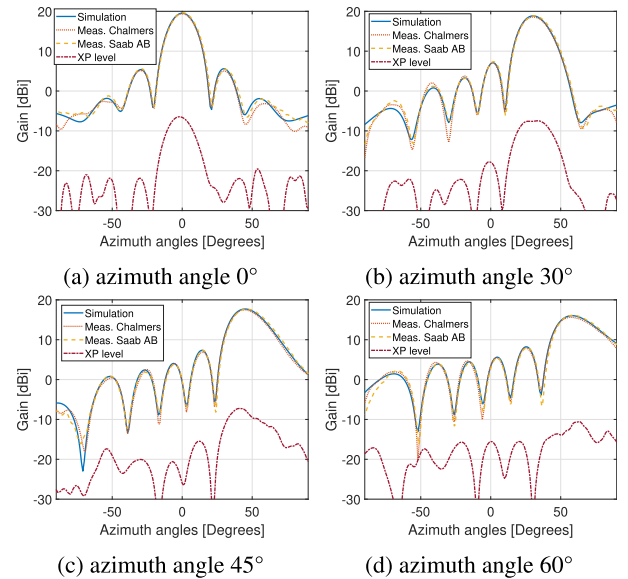 Simulation
Meas. Chalmers
Meas. Saab AB
XP level
20
10
0
-10
-20
-30
Gain [dBi]
-50
0
50
Azimuth angles [Degrees]
(a) azimuth angle 0°
Simulation
Meas. Chalmers
Meas. Saab AB
XP level
20
10
0
-10
-20
-30
Gain [dBi]
-50
0
50
Azimuth angles [Degrees]
(b) azimuth angle 30°
Simulation
Meas. Chalmers
Meas. Saab AB
XP level
20
10
0
-10
-20
-30
Gain [dBi]
-50
0
50
Azimuth angles [Degrees]
(c) azimuth angle 45°
Simulation
Meas. Chalmers
Meas. Saab AB
XP level
20
10
0
-10
-20
-30
Gain [dBi]
-50
0
50
Azimuth angles [Degrees]
(d) azimuth angle 60°